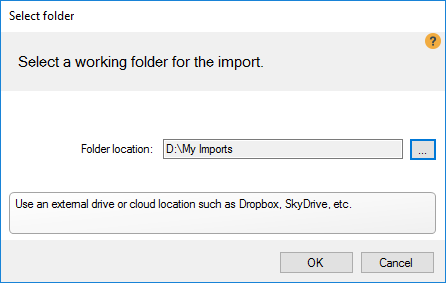 Select folder
?
Select a working folder for the import.
Folder location: D:\My Imports ...
Use an external drive or cloud location such as Dropbox, SkyDrive, etc.
OK Cancel